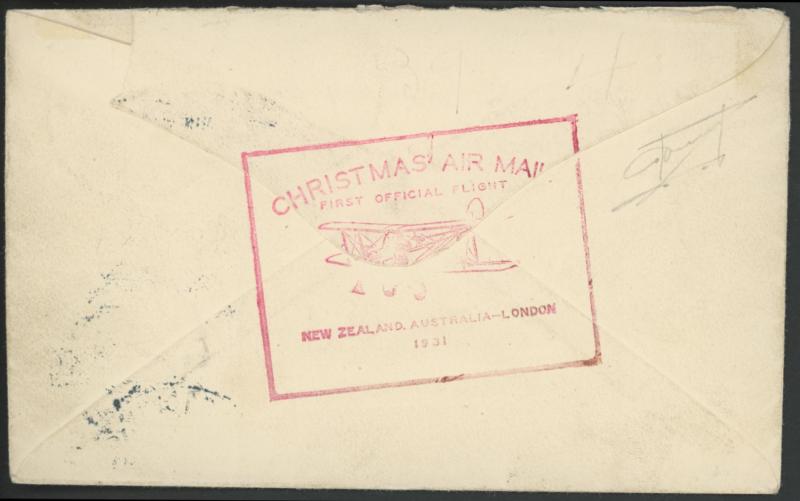 CHRISTMAS AIR MAIL
FIRST OFFICIAL FLIGHT
NEW ZEALAND, AUSTRALIA-LONDON
1931